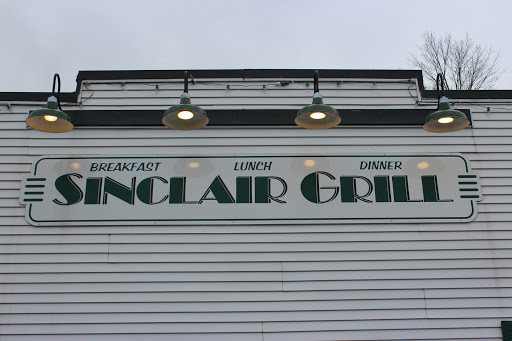 BREAKFAST LUNCH DINNER
SINCLAIR GRILL